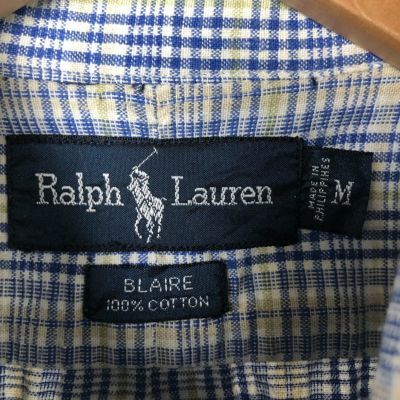 Ralph Lauren
MADE IN
PHILIPPINES
M
BLAIRE
100% COTTON